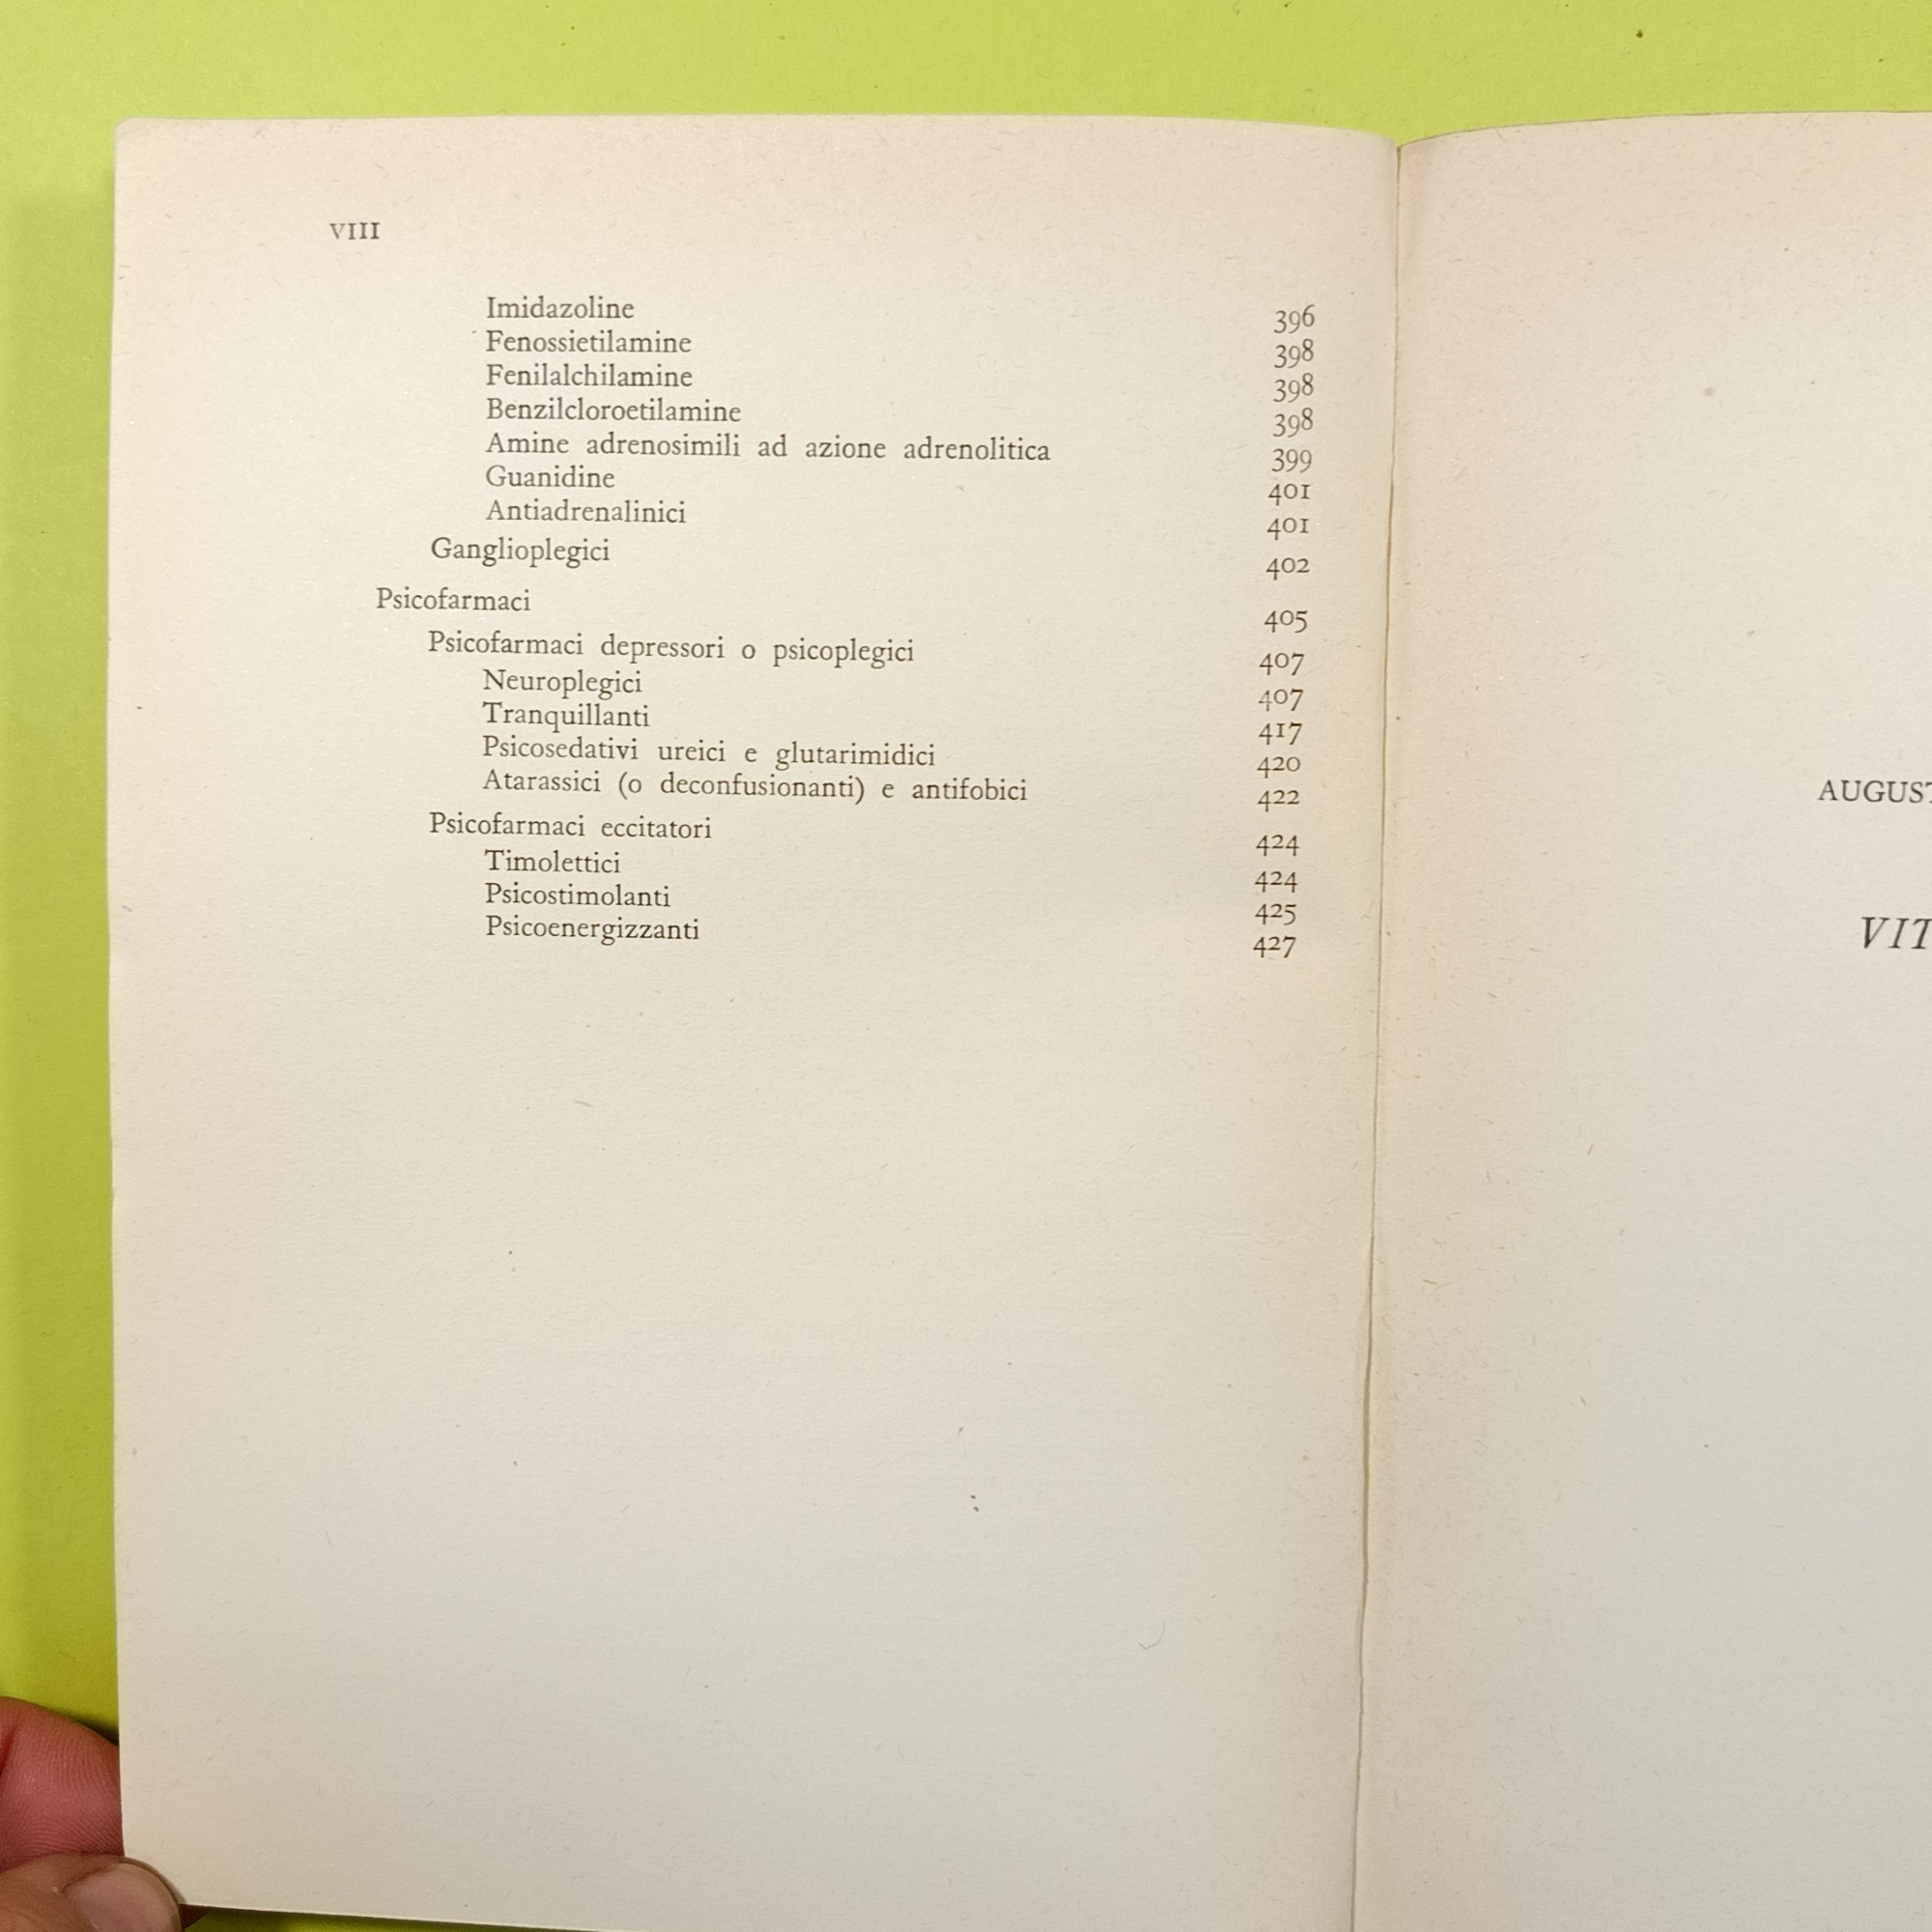 VIII
Imidazoline 396
Fenossietilamine 398
Fenilalchilamine 398
Benzilcloroetilamine 398
Amine adrenosimili ad azione adrenolitica 399
Guanidine 401
Antiadrenalinici 401
Ganglioplegici 402
Psicofarmaci 405
Psicofarmaci depressori o psicoplegici 407
Neuroplegici 407
Tranquillanti 417
Psicosedativi ureici e glutarimidici 420
Atarassici (o deconfusionanti) e antifobici 422
Psicofarmaci eccitatori 424
Timolettici 424
Psicostimolanti 425
Psicoenergizzanti 427
AUGUST
VIT